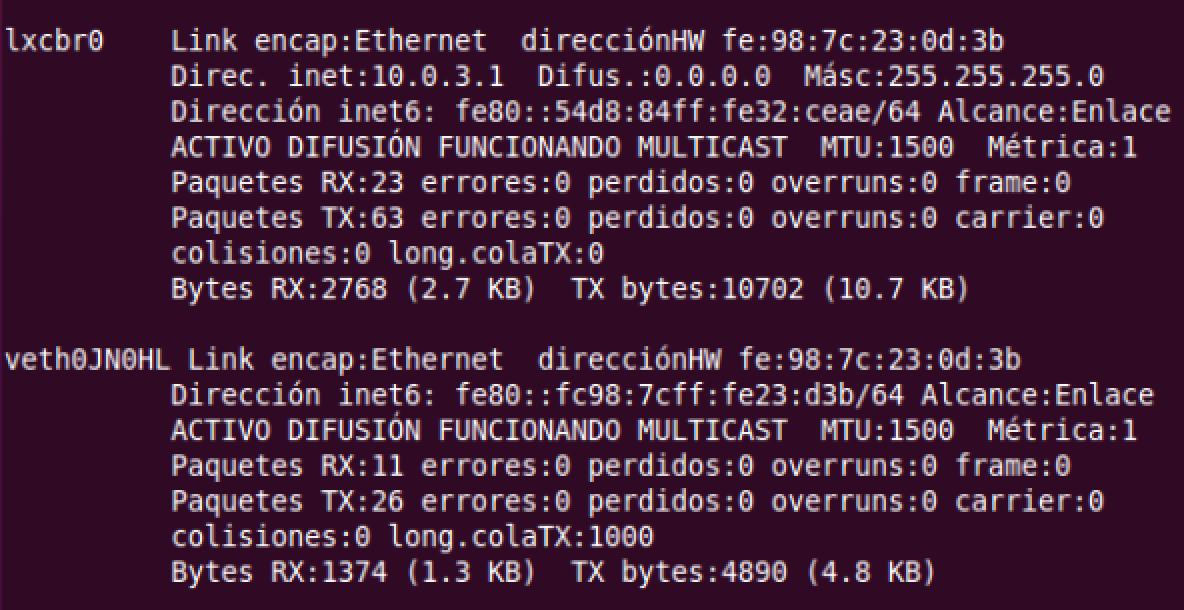 lxcbr0    Link encap:Ethernet  direcciónHW fe:98:7c:23:0d:3b
          Direc. inet:10.0.3.1  Difus.:0.0.0.0  Másc:255.255.255.0
          Dirección inet6: fe80::54d8:84ff:fe32:ceae/64 Alcance:Enlace
          ACTIVO DIFUSIÓN FUNCIONANDO MULTICAST  MTU:1500  Métrica:1
          Paquetes RX:23 errores:0 perdidos:0 overruns:0 frame:0
          Paquetes TX:63 errores:0 perdidos:0 overruns:0 carrier:0
          colisiones:0 long.colaTX:0
          Bytes RX:2768 (2.7 KB)  TX bytes:10702 (10.7 KB)

veth0JN0HL Link encap:Ethernet  direcciónHW fe:98:7c:23:0d:3b
          Dirección inet6: fe80::fc98:7cff:fe23:d3b/64 Alcance:Enlace
          ACTIVO DIFUSIÓN FUNCIONANDO MULTICAST  MTU:1500  Métrica:1
          Paquetes RX:11 errores:0 perdidos:0 overruns:0 frame:0
          Paquetes TX:26 errores:0 perdidos:0 overruns:0 carrier:0
          colisiones:0 long.colaTX:1000
          Bytes RX:1374 (1.3 KB)  TX bytes:4890 (4.8 KB)